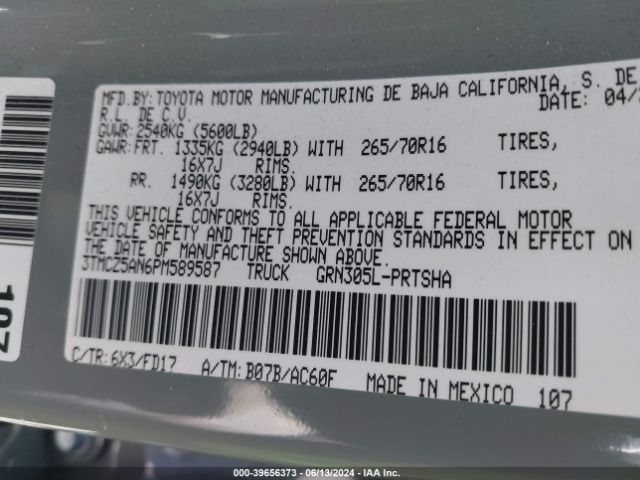 MFD.BY: TOYOTA MOTOR MANUFACTURING DE BAJA CALIFORNIA, S. DE
R.L. DE C.V. DATE: 04/
GVWR: 2540KG (5600LB)
GAWR: FRT. 1335KG (2940LB) WITH 265/70R16 TIRES,
16X7J RIMS.
RR. 1490KG (3280LB) WITH 265/70R16 TIRES,
16X7J RIMS.
THIS VEHICLE CONFORMS TO ALL APPLICABLE FEDERAL MOTOR
VEHICLE SAFETY AND THEFT PREVENTION STANDARDS IN EFFECT ON
THE DATE OF MANUFACTURE SHOWN ABOVE.
3TMCZ5AN6PM589587 TRUCK GRN305L-PRTSHA
C/TR: 6X3/FD17 A/TM: B07B/AC60F MADE IN MEXICO 107
107
000-39656373 - 06/13/2024 - IAA Inc.